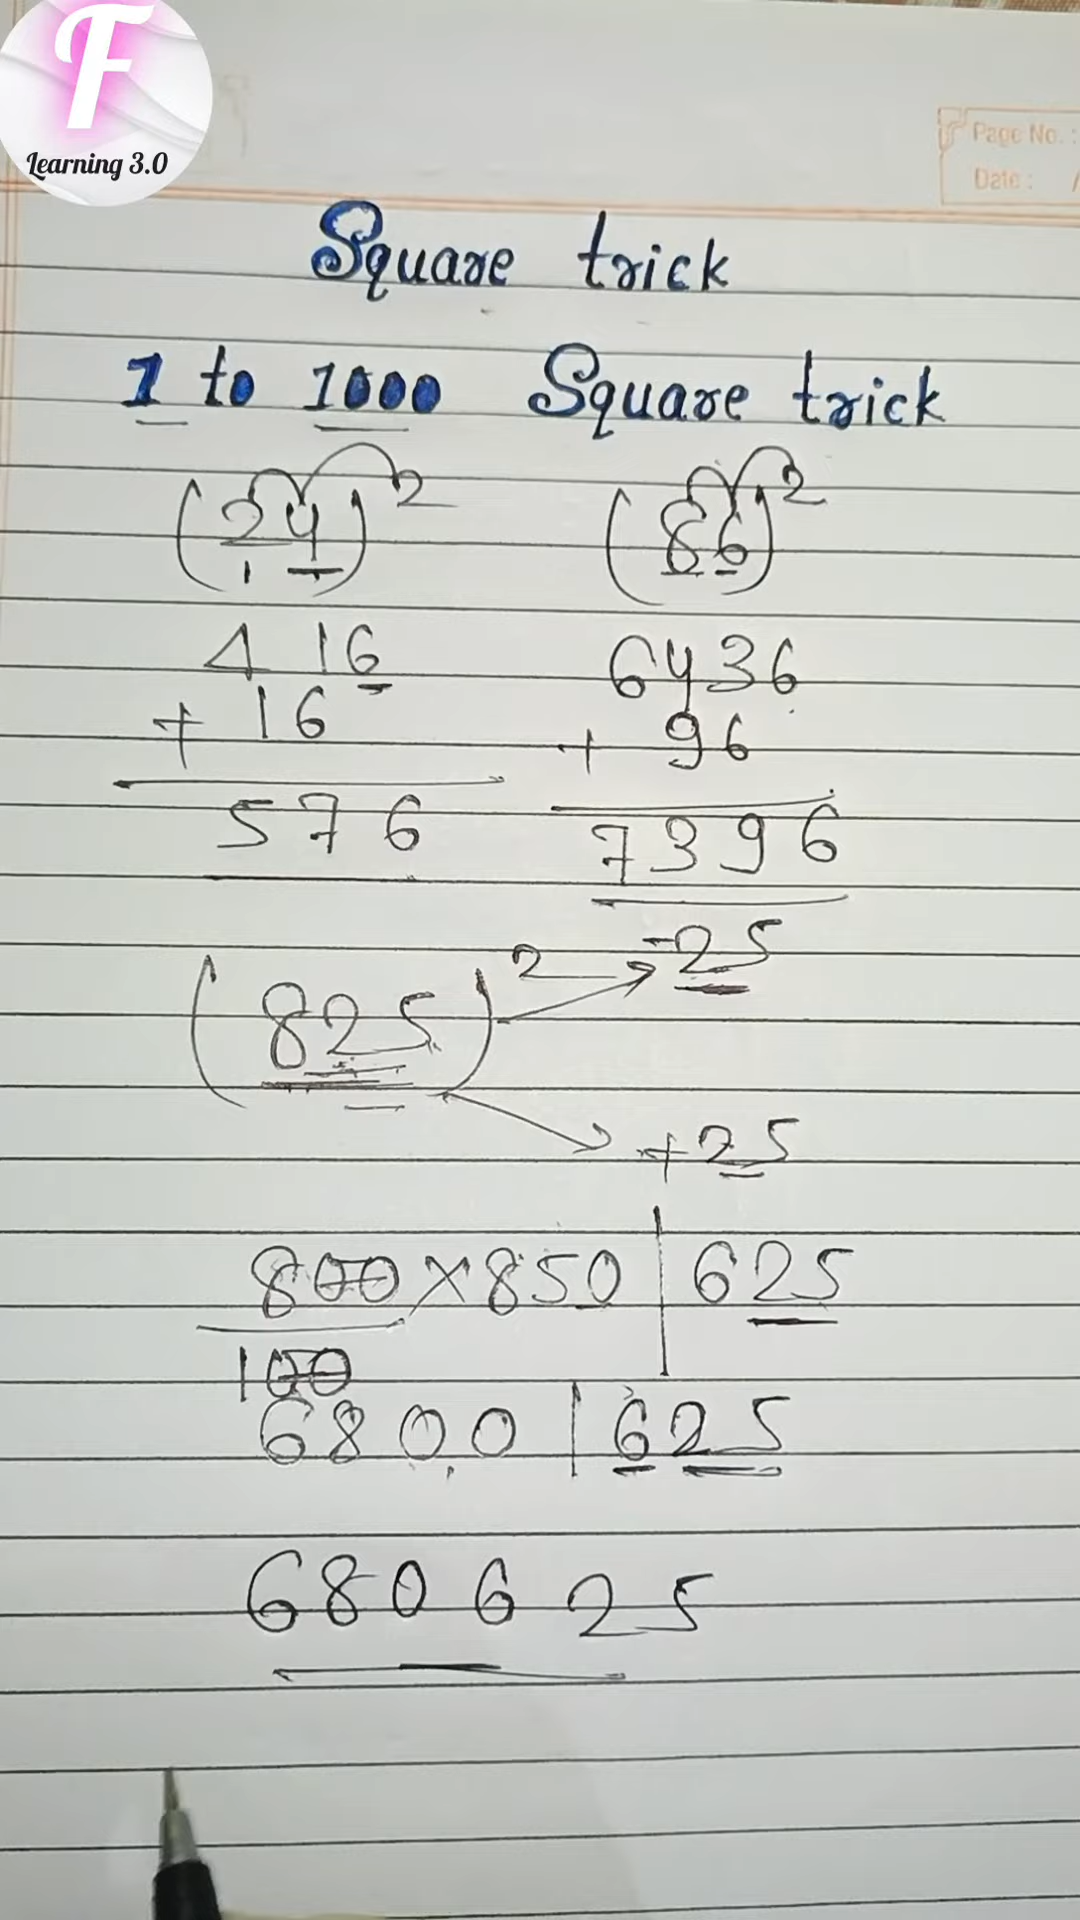 F
Learning 3.0
Page No. :
Date : /
Square trick
1 to 1000 Square trick
(24)² (86)²
4 16 6436
+ 16 + 96
576 7396
(825)² -25
+25
800×850 | 625
100
6800 | 625
680625